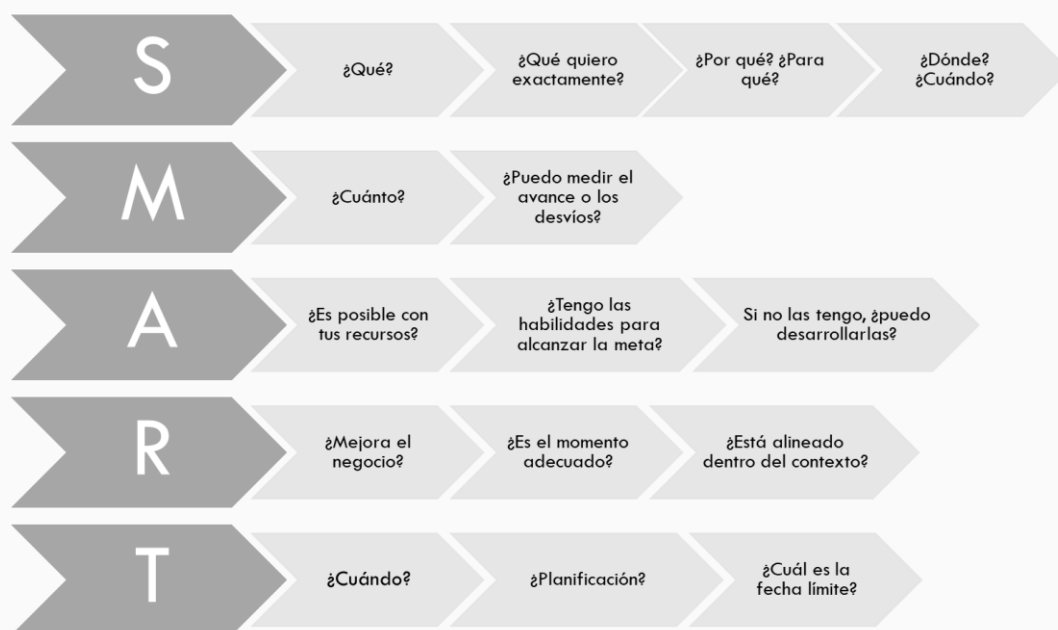 S
¿Qué?
¿Qué quiero
exactamente?
¿Por qué? ¿Para
qué?
¿Dónde?
¿Cuándo?
M
¿Cuánto?
¿Puedo medir el
avance o los
desvíos?
A
¿Es posible con
tus recursos?
¿Tengo las
habilidades para
alcanzar la meta?
Si no las tengo, ¿puedo
desarrollarlas?
R
¿Mejora el
negocio?
¿Es el momento
adecuado?
¿Está alineado
dentro del contexto?
T
¿Cuándo?
¿Planificación?
¿Cuál es la
fecha límite?